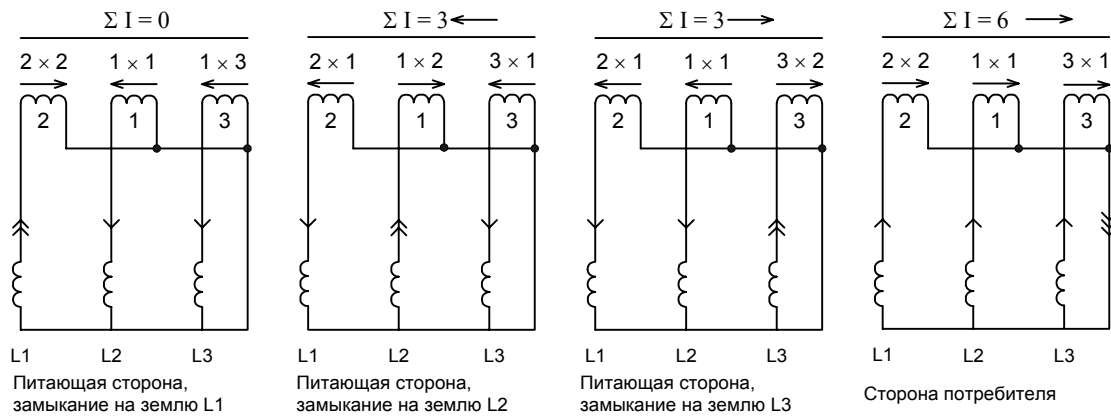 Σ I = 0
Σ I = 3
Σ I = 3
Σ I = 6
2 × 2 1 × 1 1 × 3
2 × 1 1 × 2 3 × 1
2 × 1 1 × 1 3 × 2
2 × 2 1 × 1 3 × 1
2 1 3
2 1 3
2 1 3
2 1 3
L1 L2 L3
L1 L2 L3
L1 L2 L3
L1 L2 L3
Питающая сторона,
замыкание на землю L1
Питающая сторона,
замыкание на землю L2
Питающая сторона,
замыкание на землю L3
Сторона потребителя